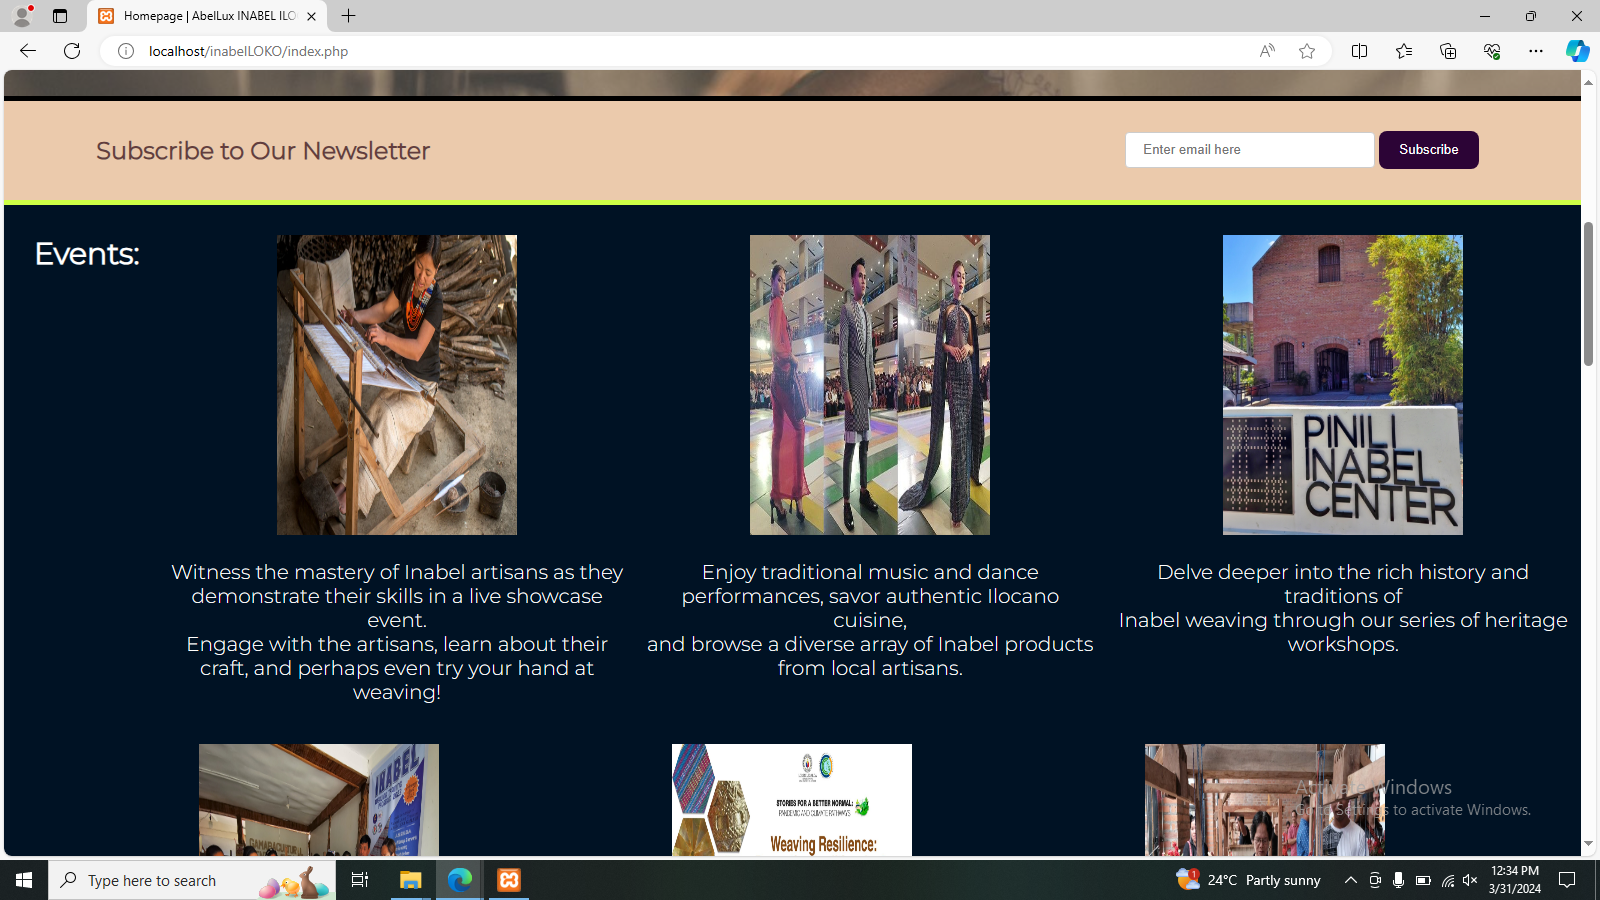 Homepage | AbelLux INABEL ILO
localhost/inabelLOKO/index.php
Subscribe to Our Newsletter
Enter email here
Subscribe
Events:
PINILI
INABEL
CENTER
Witness the mastery of Inabel artisans as they
demonstrate their skills in a live showcase
event.
Engage with the artisans, learn about their
craft, and perhaps even try your hand at
weaving!
Enjoy traditional music and dance
performances, savor authentic Ilocano
cuisine,
and browse a diverse array of Inabel products
from local artisans.
Delve deeper into the rich history and
traditions of
Inabel weaving through our series of heritage
workshops.
INABEL
STORIES FOR A BETTER NORMAL:
PANDEMIC AND CLIMATE PATHWAYS
Weaving Resilience:
Activate Windows
Go to Settings to activate Windows.
Type here to search
1
24°C Partly sunny
12:34 PM
3/31/2024